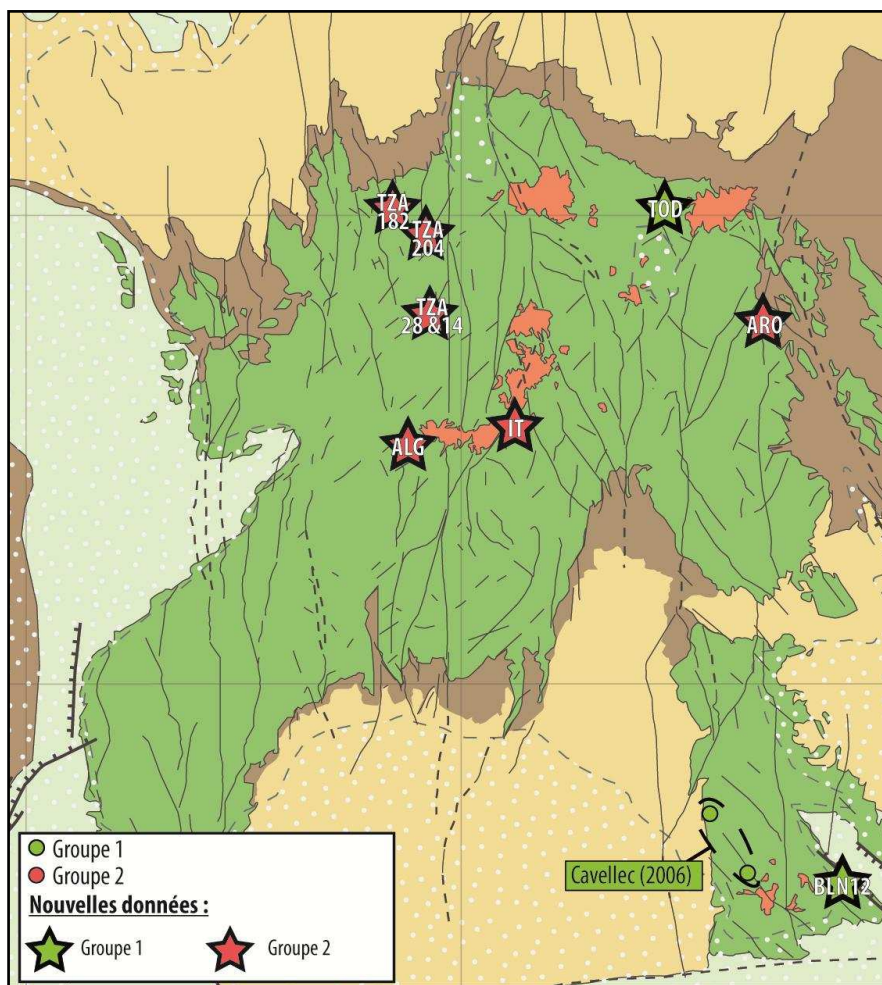 TZA
182
TZA
204
TOD
TZA
28 & 14
ARO
ALG
IT
Cavellec (2006)
BLN12
Groupe 1
Groupe 2
Nouvelles données :
Groupe 1
Groupe 2